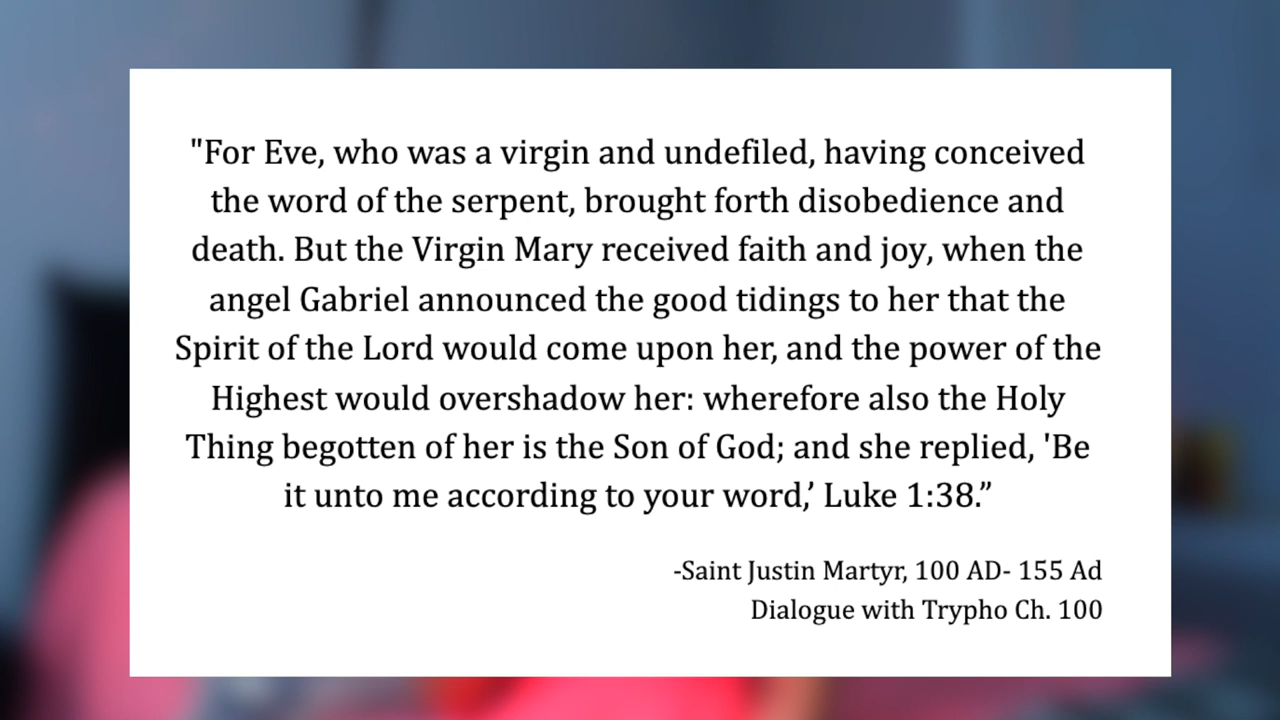 "For Eve, who was a virgin and undefiled, having conceived
the word of the serpent, brought forth disobedience and
death. But the Virgin Mary received faith and joy, when the
angel Gabriel announced the good tidings to her that the
Spirit of the Lord would come upon her, and the power of the
Highest would overshadow her: wherefore also the Holy
Thing begotten of her is the Son of God; and she replied, 'Be
it unto me according to your word,’ Luke 1:38.”
-Saint Justin Martyr, 100 AD- 155 Ad
Dialogue with Trypho Ch. 100